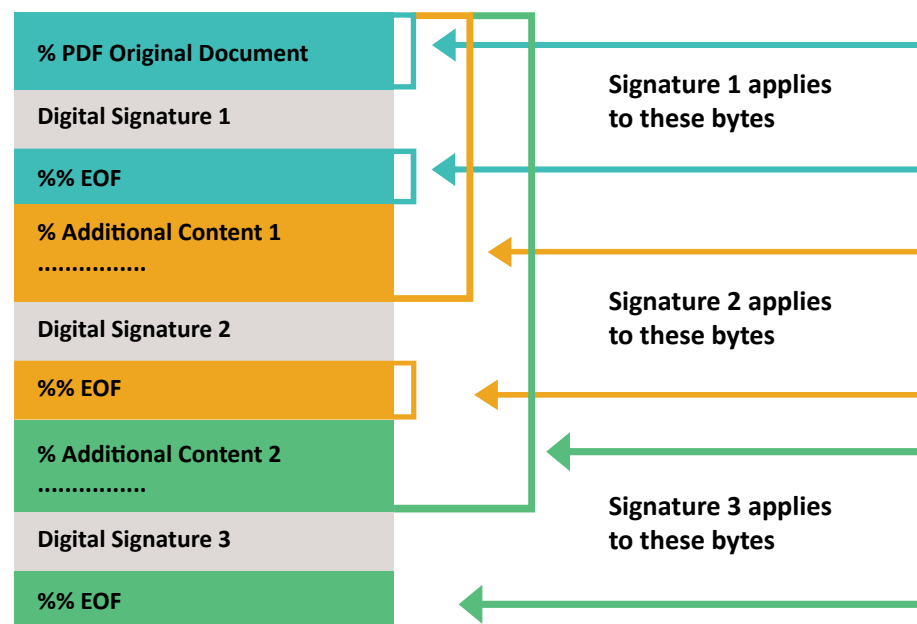 % PDF Original Document
Digital Signature 1
%% EOF
% Additional Content 1
................
Digital Signature 2
%% EOF
% Additional Content 2
................
Digital Signature 3
%% EOF
Signature 1 applies
to these bytes
Signature 2 applies
to these bytes
Signature 3 applies
to these bytes